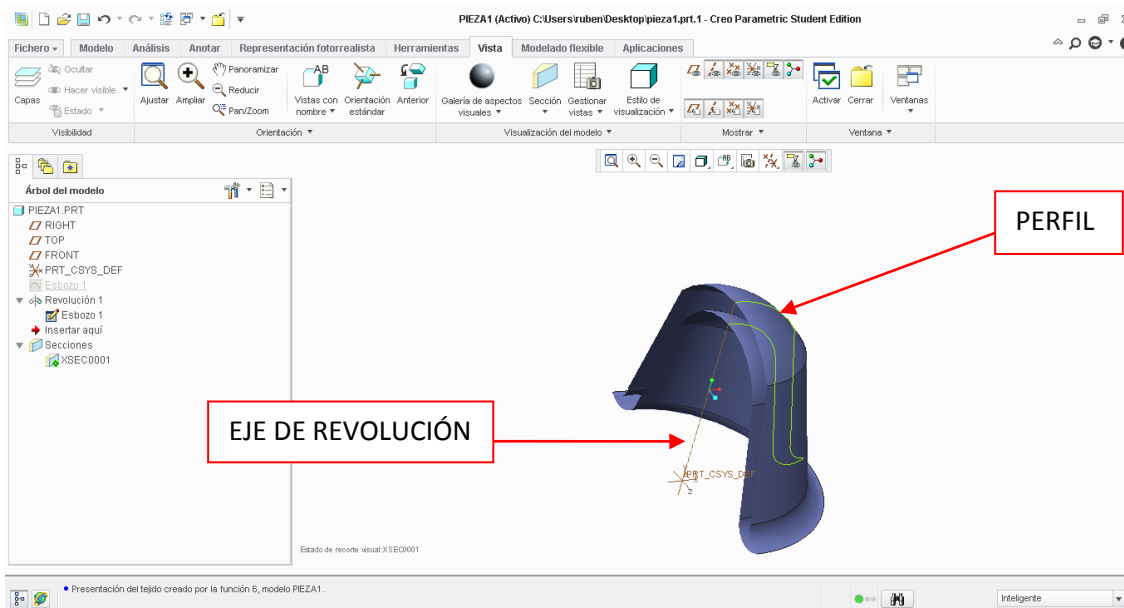 PIEZA1 (Activo) C:\Users\ruben\Desktop\pieza1.prt.1 - Creo Parametric Student Edition
Fichero Modelo Análisis Anotar Representación fotorrealista Herramientas Vista Modelado flexible Aplicaciones
Capas
Ocultar
Hacer visible
Estado
Ajustar
Ampliar
Panoramizar
Reducir
Pan/Zoom
Vistas con nombre
Orientación estándar
Anterior
Galería de aspectos visuales
Sección
Gestionar vistas
Estilo de visualización
Activar
Cerrar
Ventanas
Visibilidad Orientación Visualización del modelo Mostrar Ventana
Árbol del modelo
PIEZA1.PRT
RIGHT
TOP
FRONT
PRT_CSYS_DEF
Esbozo 1
Revolución 1
Esbozo 1
Insertar aquí
Secciones
XSEC0001
PERFIL
EJE DE REVOLUCIÓN
PRT_CSYS_DEF
Z
Estado de recorte visual:XSEC0001
Presentación del tejido creado por la función 6, modelo PIEZA1.
Inteligente